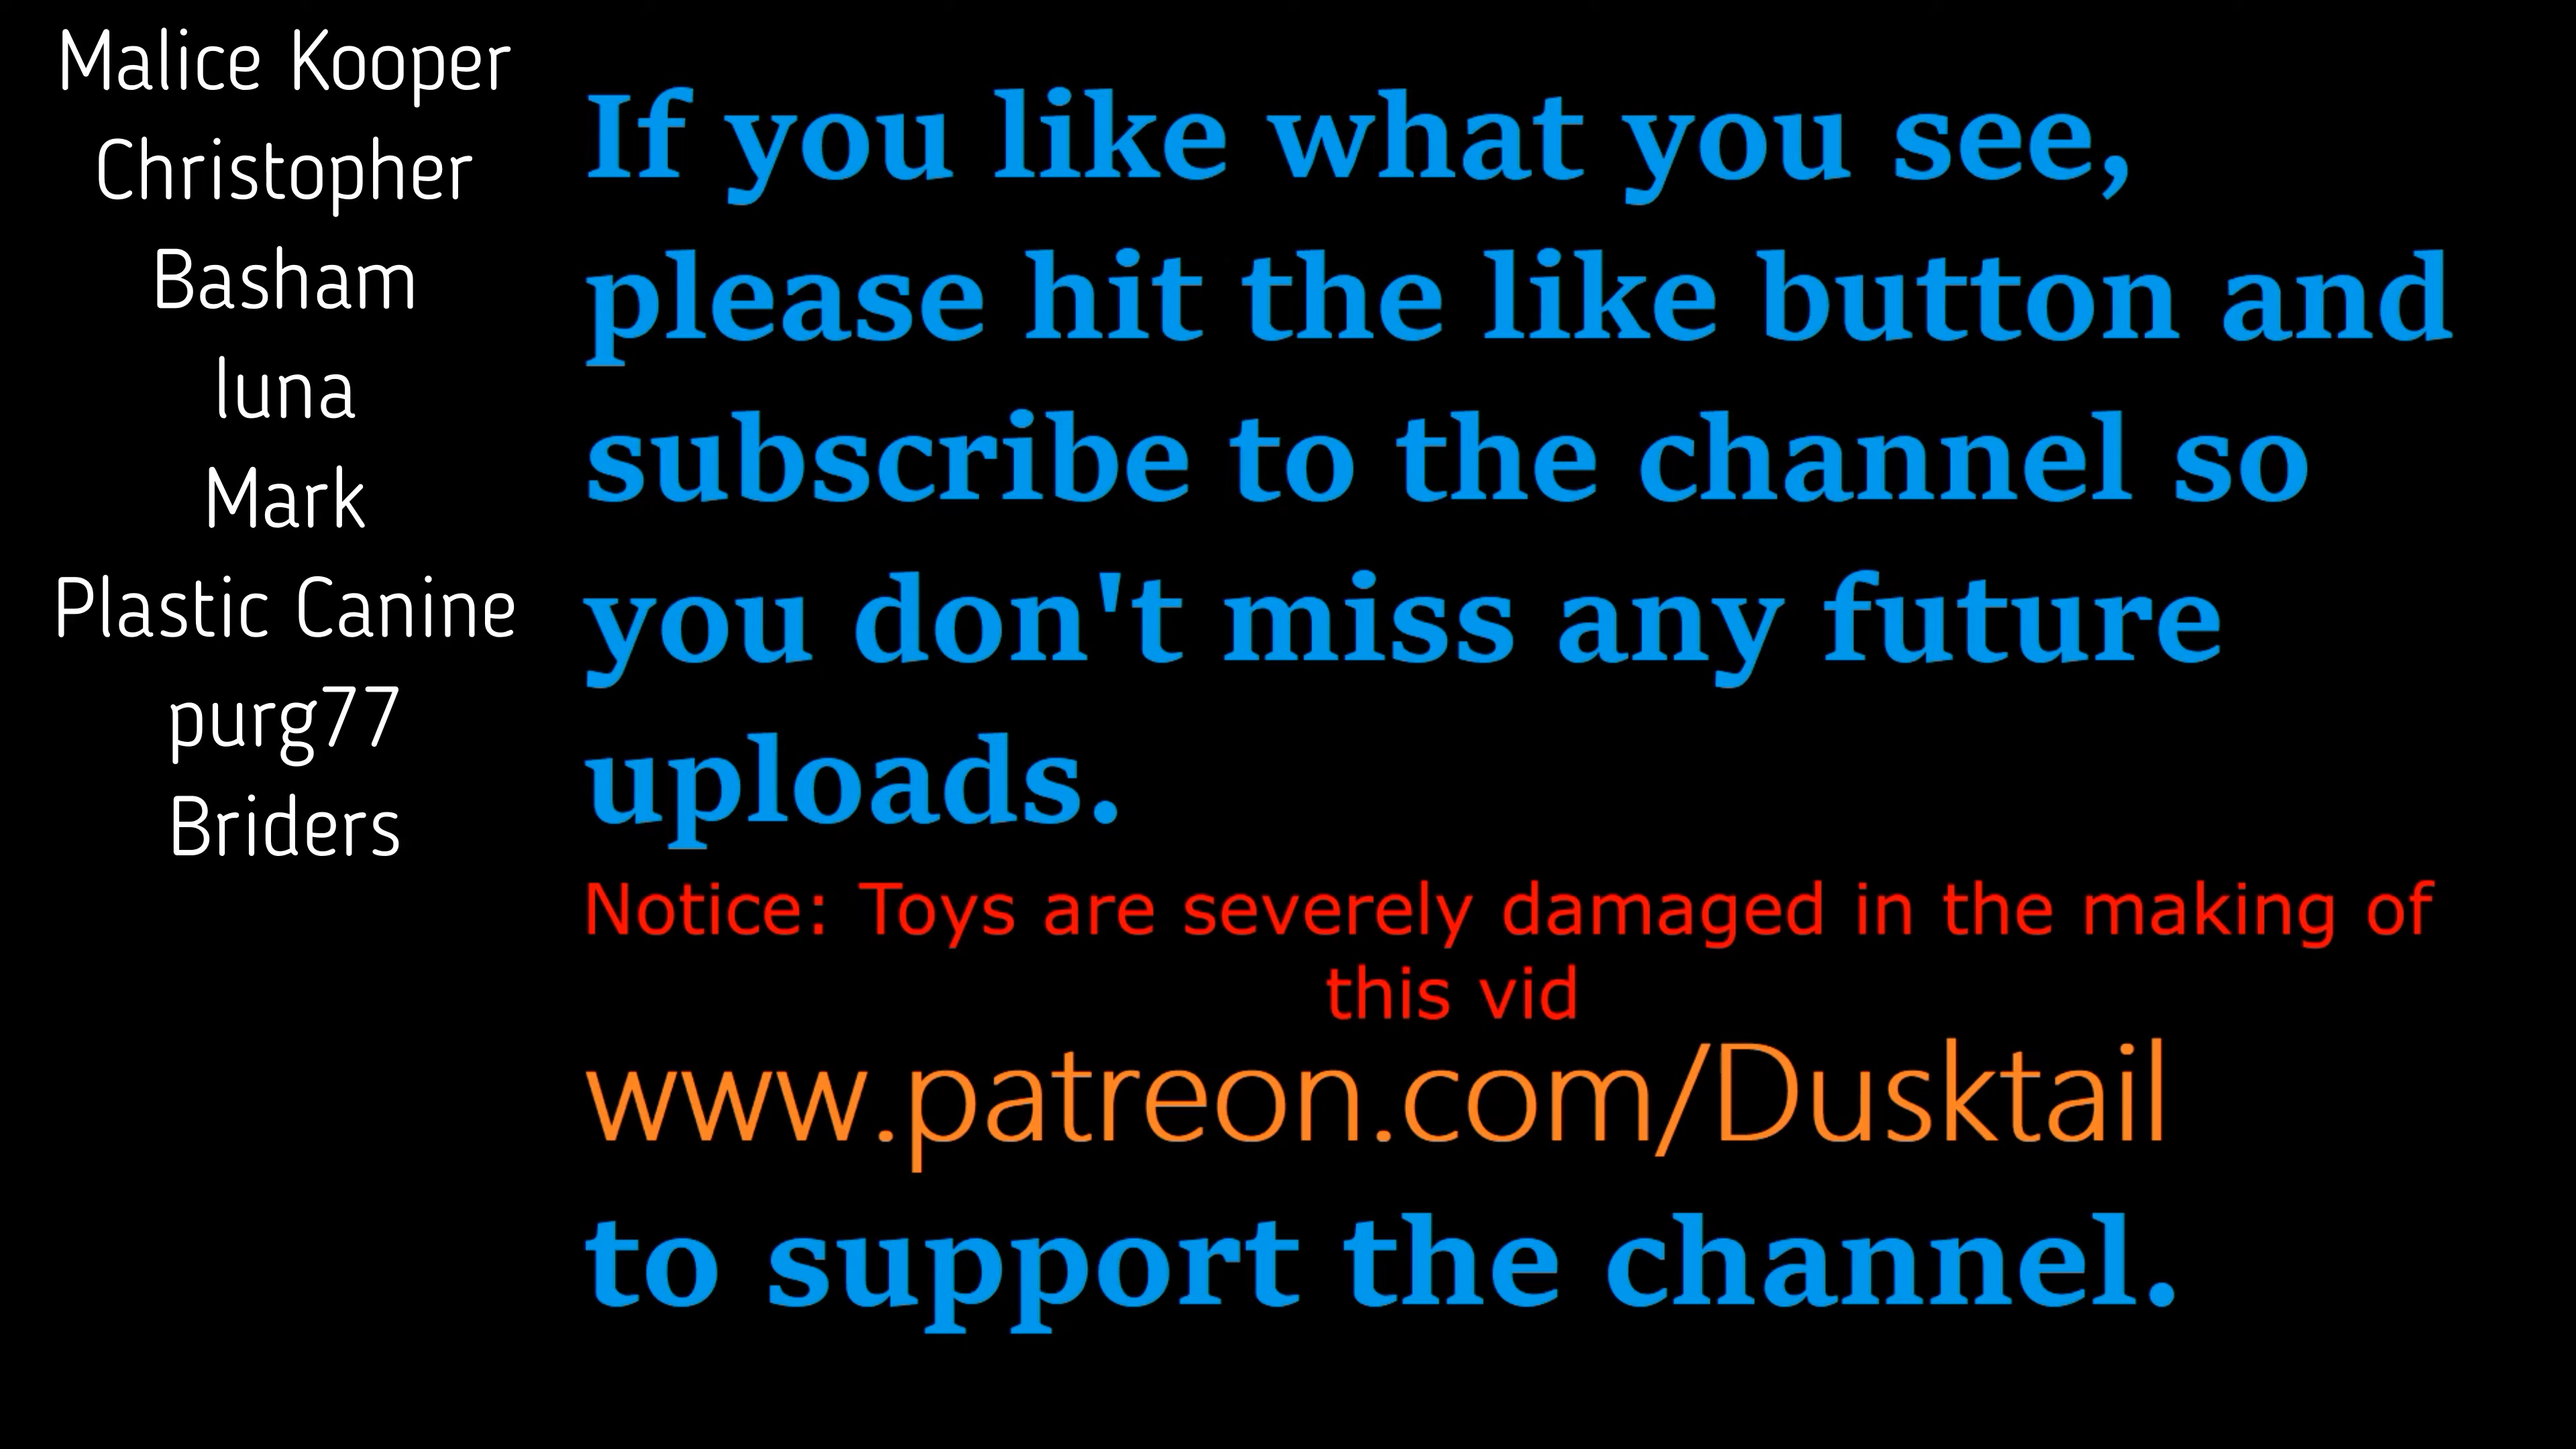 Malice Kooper
Christopher
Basham
luna
Mark
Plastic Canine
purg77
Briders
If you like what you see,
please hit the like button and
subscribe to the channel so
you don't miss any future
uploads.
Notice: Toys are severely damaged in the making of
this vid
www.patreon.com/Dusktail
to support the channel.